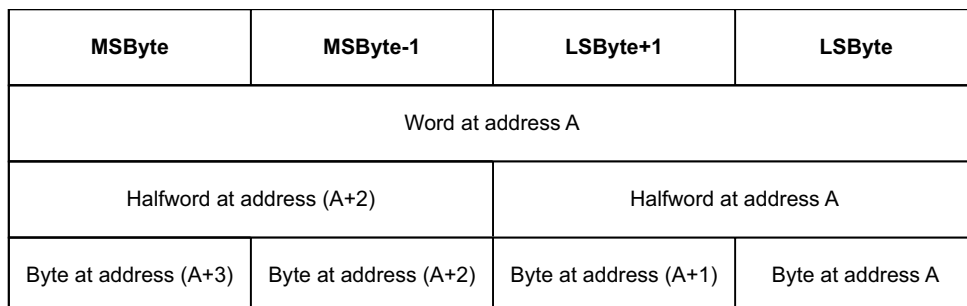 MSByte MSByte-1 LSByte+1 LSByte
Word at address A
Halfword at address (A+2) Halfword at address A
Byte at address (A+3) Byte at address (A+2) Byte at address (A+1) Byte at address A